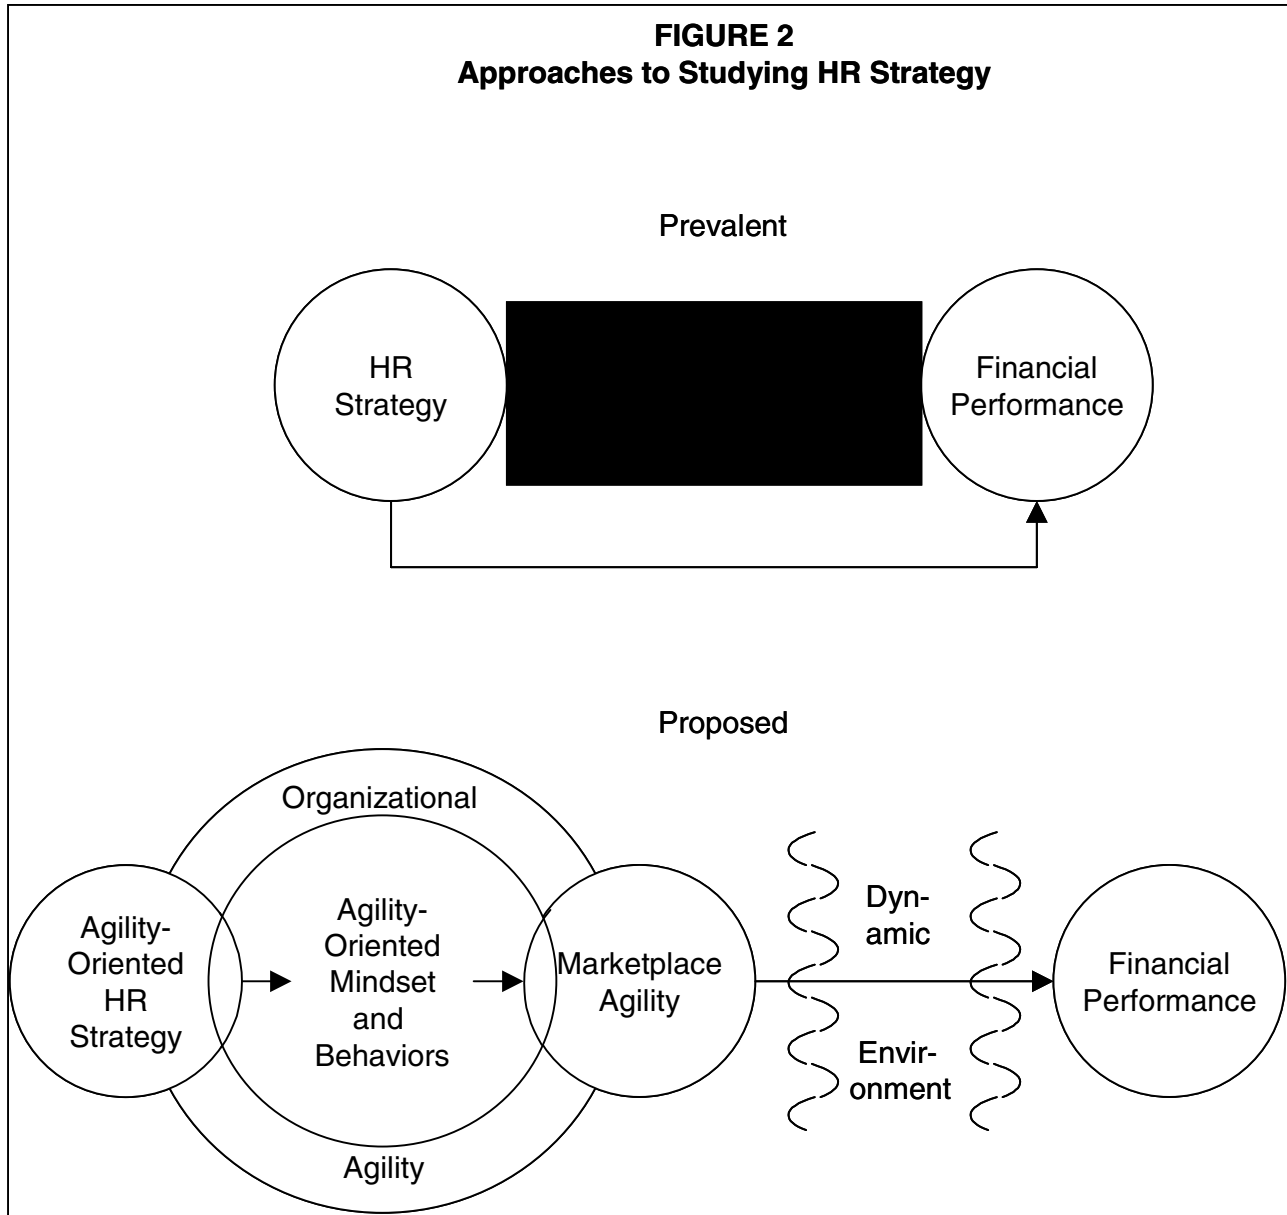 FIGURE 2
Approaches to Studying HR Strategy
Prevalent
HR
Strategy
Financial
Performance
Proposed
Organizational
Agility-
Oriented
HR
Strategy
Agility-
Oriented
Mindset
and
Behaviors
Marketplace
Agility
Dyn-
amic
Envir-
onment
Financial
Performance
Agility